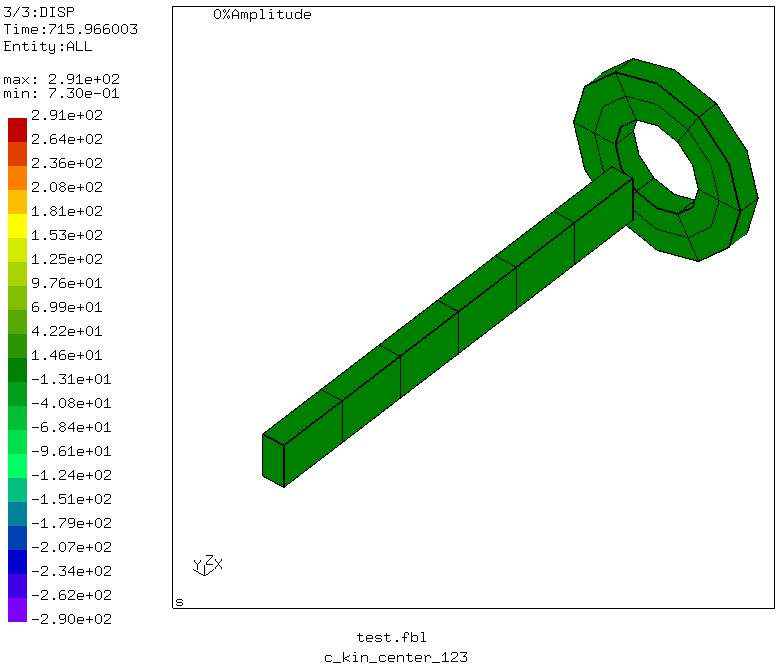 3/3:DISP
Time:715.966003
Entity:ALL
max: 2.91e+02
min: 7.30e-01
2.91e+02
2.64e+02
2.36e+02
2.08e+02
1.81e+02
1.53e+02
1.25e+02
9.76e+01
6.99e+01
4.22e+01
1.46e+01
-1.31e+01
-4.08e+01
-6.84e+01
-9.61e+01
-1.24e+02
-1.51e+02
-1.79e+02
-2.07e+02
-2.34e+02
-2.62e+02
-2.90e+02
0%Amplitude
Y Z X
s
test.fbl
c_kin_center_123